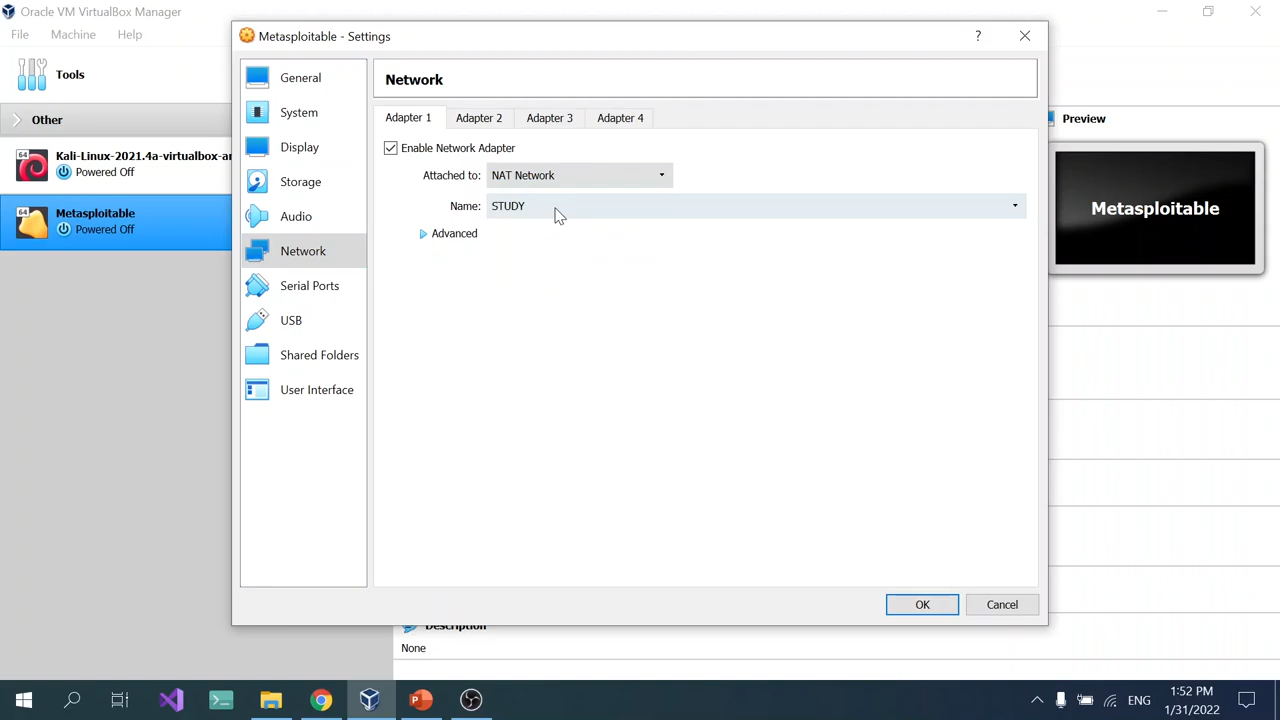 Oracle VM VirtualBox Manager
File Machine Help
Tools
Other
64
Kali-Linux-2021.4a-virtualbox-
Powered Off
64
Metasploitable
Powered Off
Metasploitable - Settings
?
General
System
Display
Storage
Audio
Network
Serial Ports
USB
Shared Folders
User Interface
Network
Adapter 1 Adapter 2 Adapter 3 Adapter 4
Enable Network Adapter
Attached to: NAT Network
Name: STUDY
Advanced
OK Cancel
Preview
Metasploitable
Description
None
ENG
1:52 PM
1/31/2022